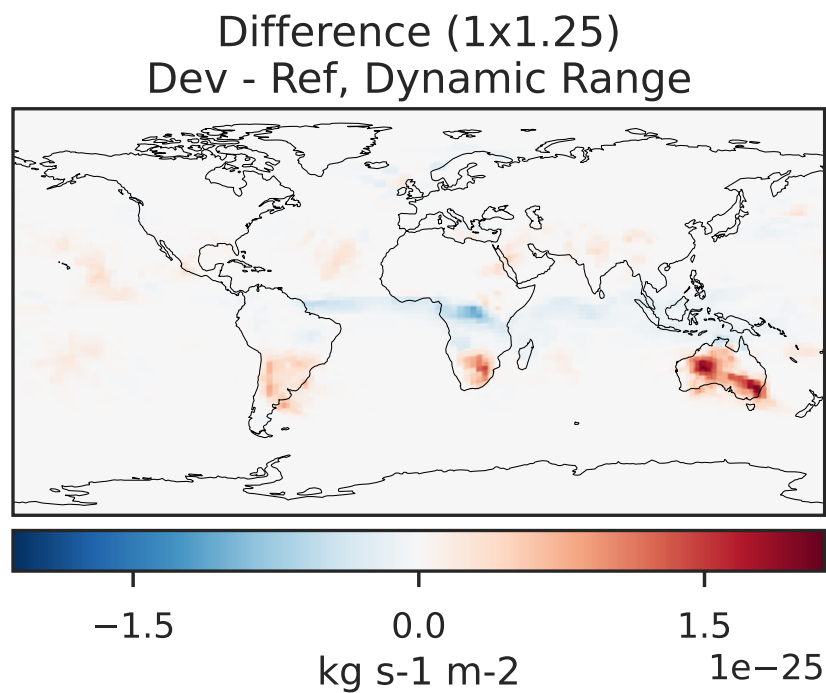 Difference (1x1.25)
Dev - Ref, Dynamic Range
−1.5 0.0 1.5
1e−25
kg s-1 m-2